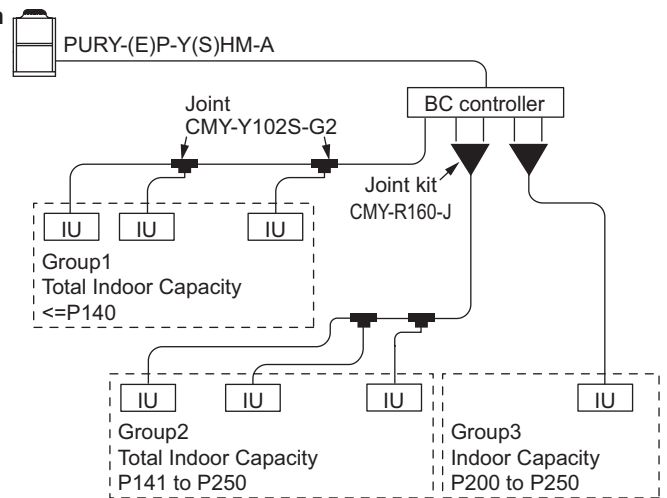 n
PURY-(E)P-Y(S)HM-A
BC controller
Joint
CMY-Y102S-G2
Joint kit
CMY-R160-J
IU
IU
IU
Group1
Total Indoor Capacity
<=P140
IU
IU
IU
Group2
Total Indoor Capacity
P141 to P250
IU
Group3
Indoor Capacity
P200 to P250